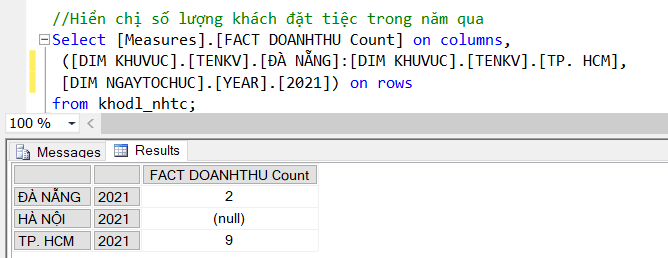 //Hiển chị số lượng khách đặt tiệc trong năm qua
Select [Measures].[FACT DOANHTHU Count] on columns,
([DIM KHUVUC].[TENKV].[ĐÀ NẴNG]:[DIM KHUVUC].[TENKV].[TP. HCM],
[DIM NGAYTOCHUC].[YEAR].[2021]) on rows
from khodl_nhtc;
100 %
Messages Results
FACT DOANHTHU Count
ĐÀ NẴNG 2021 2
HÀ NỘI 2021 (null)
TP. HCM 2021 9